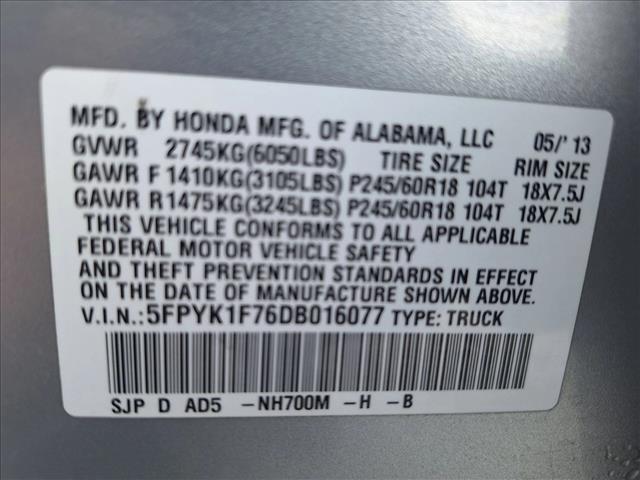 MFD. BY HONDA MFG. OF ALABAMA, LLC 05/'13
GVWR 2745KG(6050LBS) TIRE SIZE RIM SIZE
GAWR F 1410KG(3105LBS) P245/60R18 104T 18X7.5J
GAWR R 1475KG(3245LBS) P245/60R18 104T 18X7.5J
THIS VEHICLE CONFORMS TO ALL APPLICABLE
FEDERAL MOTOR VEHICLE SAFETY
AND THEFT PREVENTION STANDARDS IN EFFECT
ON THE DATE OF MANUFACTURE SHOWN ABOVE.
V.I.N.:5FPYK1F76DB016077 TYPE: TRUCK
SJP D AD5 -NH700M -H -B